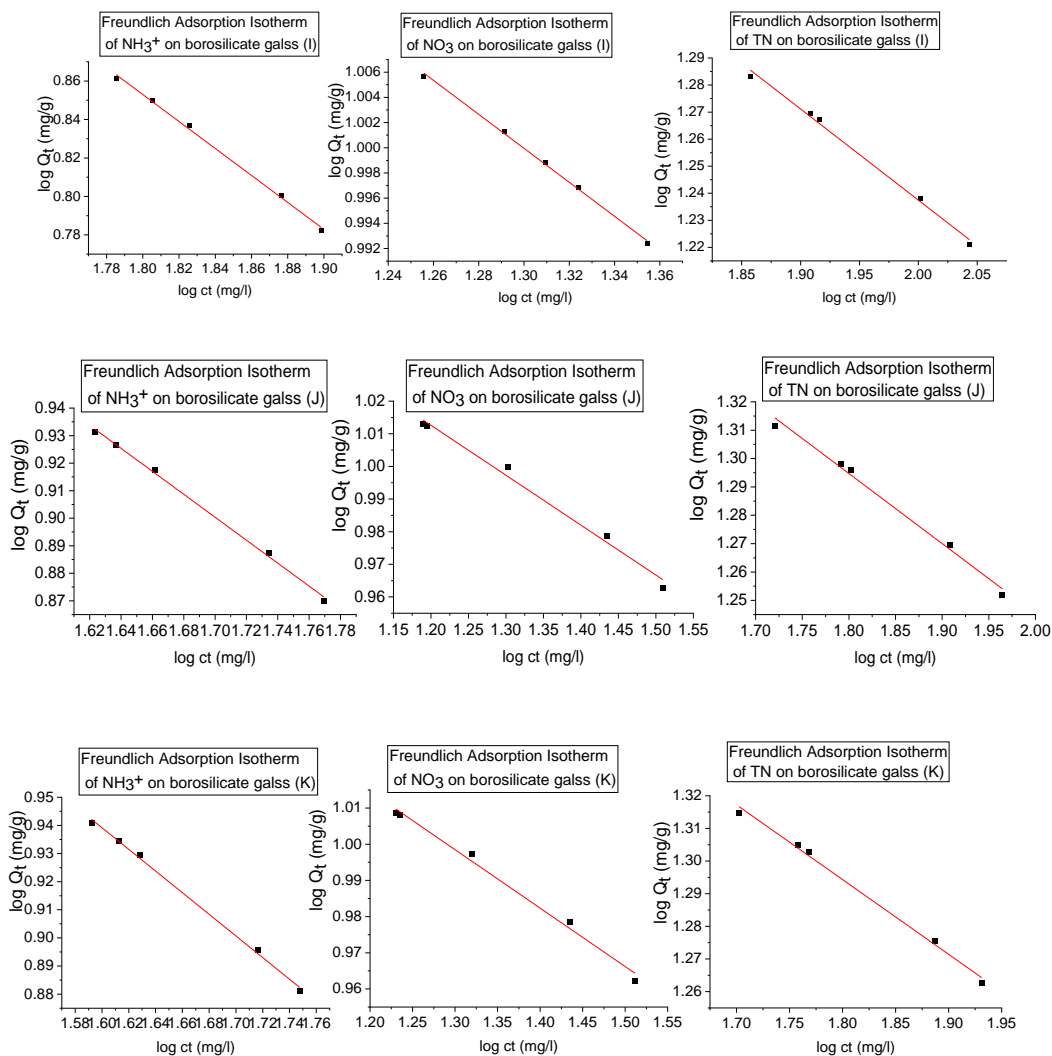 Freundlich Adsorption Isotherm
of NH3+ on borosilicate galss (I)
0.86
0.84
0.82
0.80
0.78
log Qt (mg/g)
1.78 1.80 1.82 1.84 1.86 1.88 1.90
log ct (mg/l)
Freundlich Adsorption Isotherm
of NO3 on borosilicate galss (I)
1.006
1.004
1.002
1.000
0.998
0.996
0.994
0.992
log Qt (mg/g)
1.24 1.26 1.28 1.30 1.32 1.34 1.36
log ct (mg/l)
Freundlich Adsorption Isotherm
of TN on borosilicate galss (I)
1.29
1.28
1.27
1.26
1.25
1.24
1.23
1.22
log Qt (mg/g)
1.85 1.90 1.95 2.00 2.05
log ct (mg/l)
Freundlich Adsorption Isotherm
of NH3+ on borosilicate galss (J)
0.94
0.93
0.92
0.91
0.90
0.89
0.88
0.87
log Qt (mg/g)
1.62 1.64 1.66 1.68 1.70 1.72 1.74 1.76 1.78
log ct (mg/l)
Freundlich Adsorption Isotherm
of NO3 on borosilicate galss (J)
1.02
1.01
1.00
0.99
0.98
0.97
0.96
log Qt (mg/g)
1.15 1.20 1.25 1.30 1.35 1.40 1.45 1.50 1.55
log ct (mg/l)
Freundlich Adsorption Isotherm
of TN on borosilicate galss (J)
1.32
1.31
1.30
1.29
1.28
1.27
1.26
1.25
log Qt (mg/g)
1.70 1.75 1.80 1.85 1.90 1.95 2.00
log ct (mg/l)
Freundlich Adsorption Isotherm
of NH3+ on borosilicate galss (K)
0.95
0.94
0.93
0.92
0.91
0.90
0.89
0.88
log Qt (mg/g)
1.58 1.60 1.62 1.64 1.66 1.68 1.70 1.72 1.74 1.76
log ct (mg/l)
Freundlich Adsorption Isotherm
of NO3 on borosilicate galss (K)
1.01
1.00
0.99
0.98
0.97
0.96
log Qt (mg/g)
1.20 1.25 1.30 1.35 1.40 1.45 1.50 1.55
log ct (mg/l)
Freundlich Adsorption Isotherm
of TN on borosilicate galss (K)
1.32
1.31
1.30
1.29
1.28
1.27
1.26
log Qt (mg/g)
1.70 1.75 1.80 1.85 1.90 1.95
log ct (mg/l)